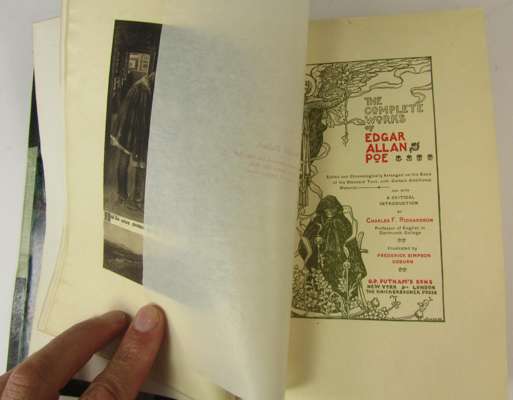 THE
COMPLETE
WORKS
of
EDGAR
ALLAN
POE
Edited and Chronologically Arranged on the Basis
of the Standard Text, with Certain Additional
Material
AND WITH
A CRITICAL
INTRODUCTION
BY
CHARLES F. RICHARDSON
Professor of English in
Dartmouth College
ILLUSTRATED BY
FREDERICK SIMPSON
COBURN
G.P. PUTNAM'S SONS
NEW YORK LONDON
THE KNICKERBOCKER PRESS